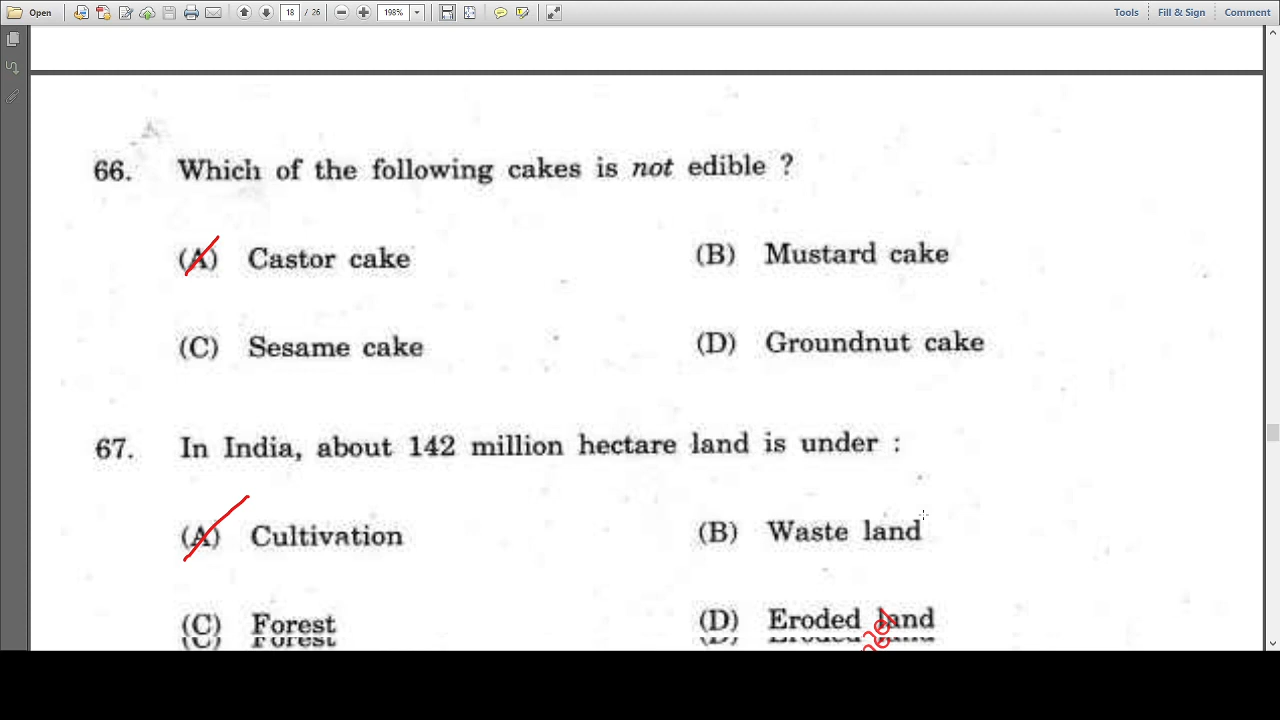 Open 18 / 26 198% Tools Fill & Sign Comment
66. Which of the following cakes is not edible ?
(A) Castor cake (B) Mustard cake
(C) Sesame cake (D) Groundnut cake
67. In India, about 142 million hectare land is under :
(A) Cultivation (B) Waste land
(C) Forest (D) Eroded land